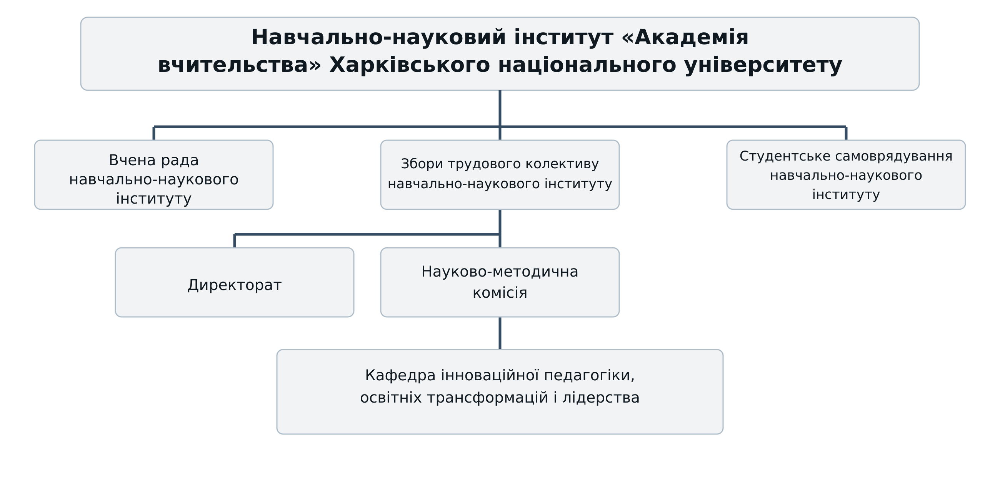 Навчально-науковий інститут «Академія
вчительства» Харківського національного університету
Вчена рада
навчально-наукового
інституту
Збори трудового колективу
навчально-наукового інституту
Студентське самоврядування
навчально-наукового
інституту
Директорат
Науково-методична
комісія
Кафедра інноваційної педагогіки,
освітніх трансформацій і лідерства